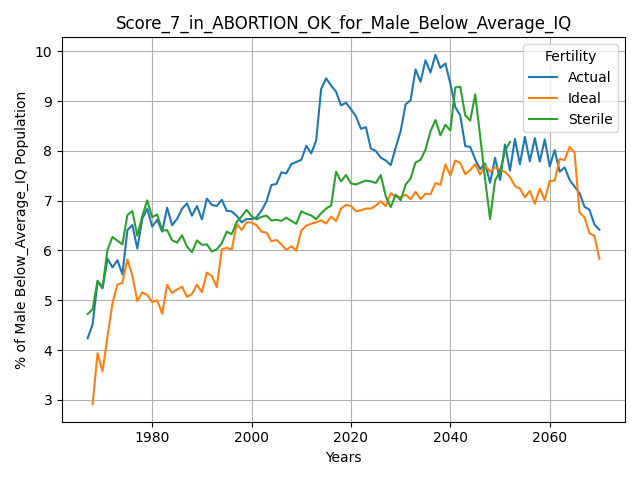 Score_7_in_ABORTION_OK_for_Male_Below_Average_IQ
% of Male Below_Average_IQ Population
10
9
8
7
6
5
4
3
Fertility
Actual
Ideal
Sterile
1980
2000
2020
2040
2060
Years